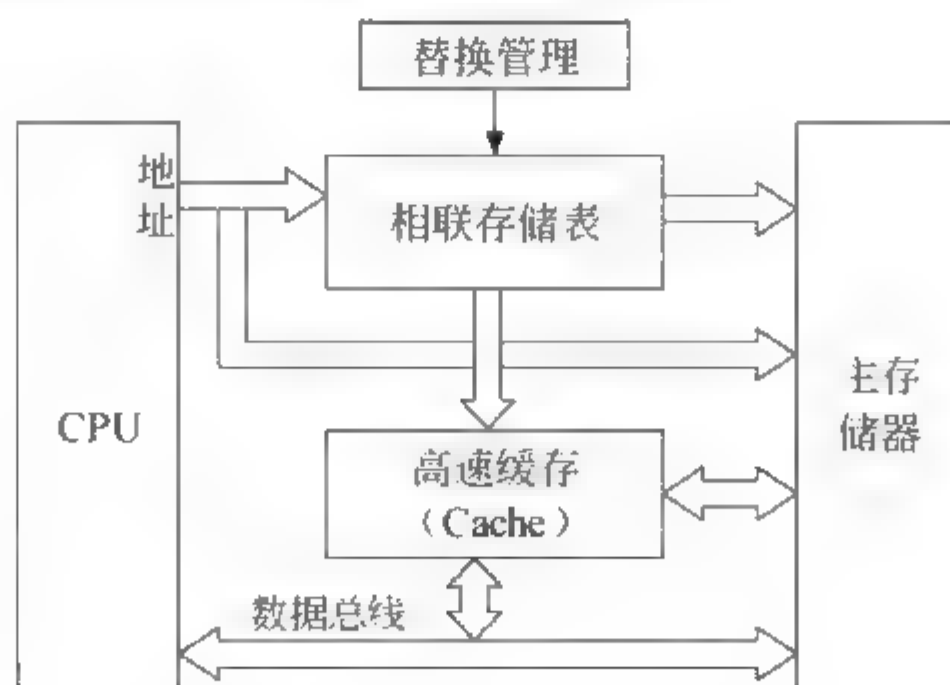 替换管理
地
址
相联存储表
CPU
主存
储器
高速缓存
（Cache）
数据总线